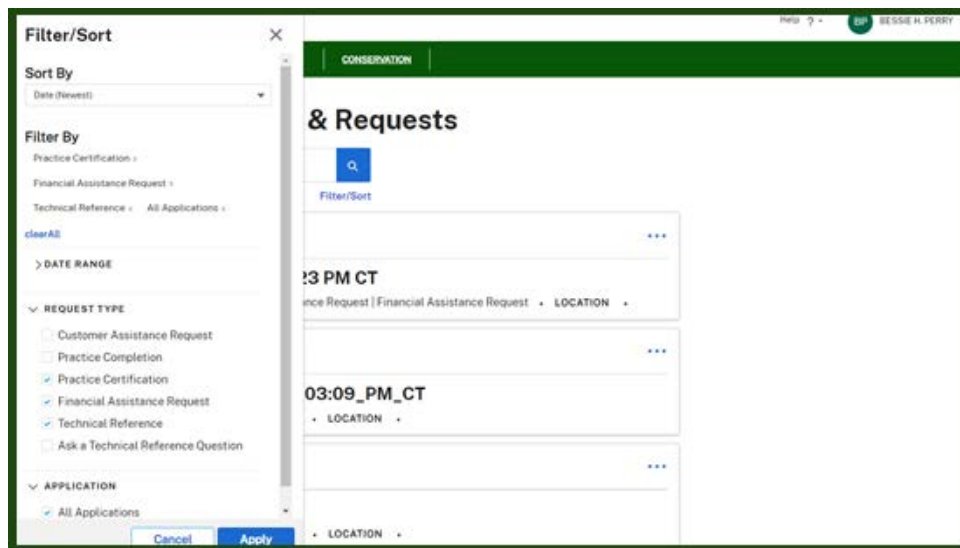 Help ? BP BESSIE H. PERRY
CONSERVATION
Filter/Sort
Sort By
Date (Newest)
Filter By
Practice Certification
Financial Assistance Request
Technical Reference All Applications
clearAll
DATE RANGE
REQUEST TYPE
Customer Assistance Request
Practice Completion
Practice Certification
Financial Assistance Request
Technical Reference
Ask a Technical Reference Question
APPLICATION
All Applications
Cancel Apply
& Requests
Filter/Sort
23 PM CT
nce Request | Financial Assistance Request • LOCATION •
03:09_PM_CT
• LOCATION •
• LOCATION •